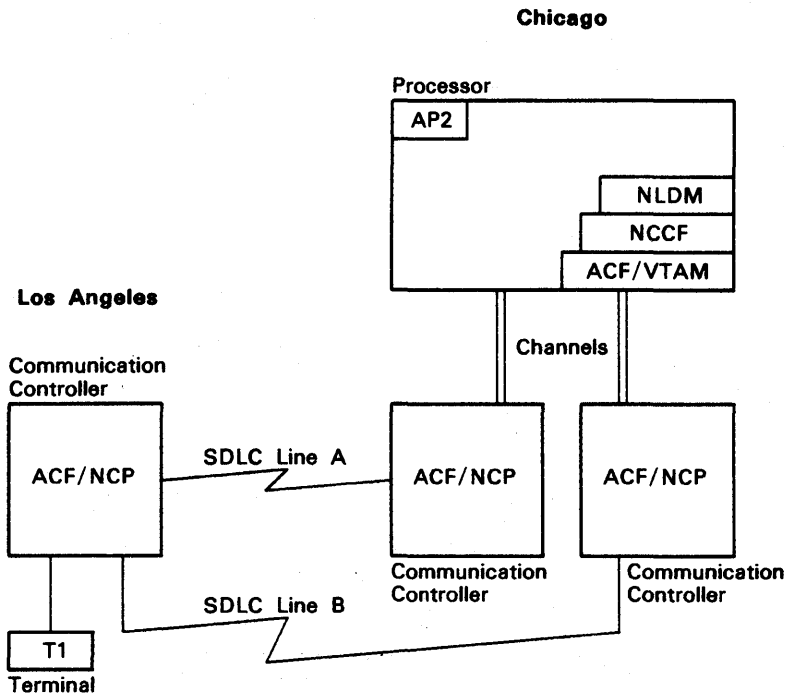 Chicago
Processor
AP2
NLDM
NCCF
ACF/VTAM
Los Angeles
Channels
Communication
Controller
ACF/NCP
SDLC Line A
ACF/NCP
ACF/NCP
Communication
Controller
Communication
Controller
SDLC Line B
T1
Terminal